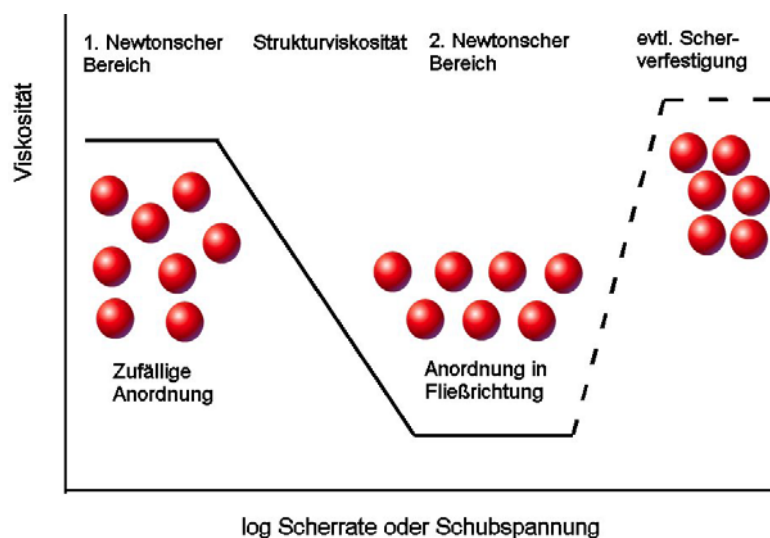 1. Newtonscher
Bereich
Strukturviskosität
2. Newtonscher
Bereich
evtl. Scher-
verfestigung
Viskosität
Zufällige
Anordnung
Anordnung in
Fließrichtung
log Scherrate oder Schubspannung